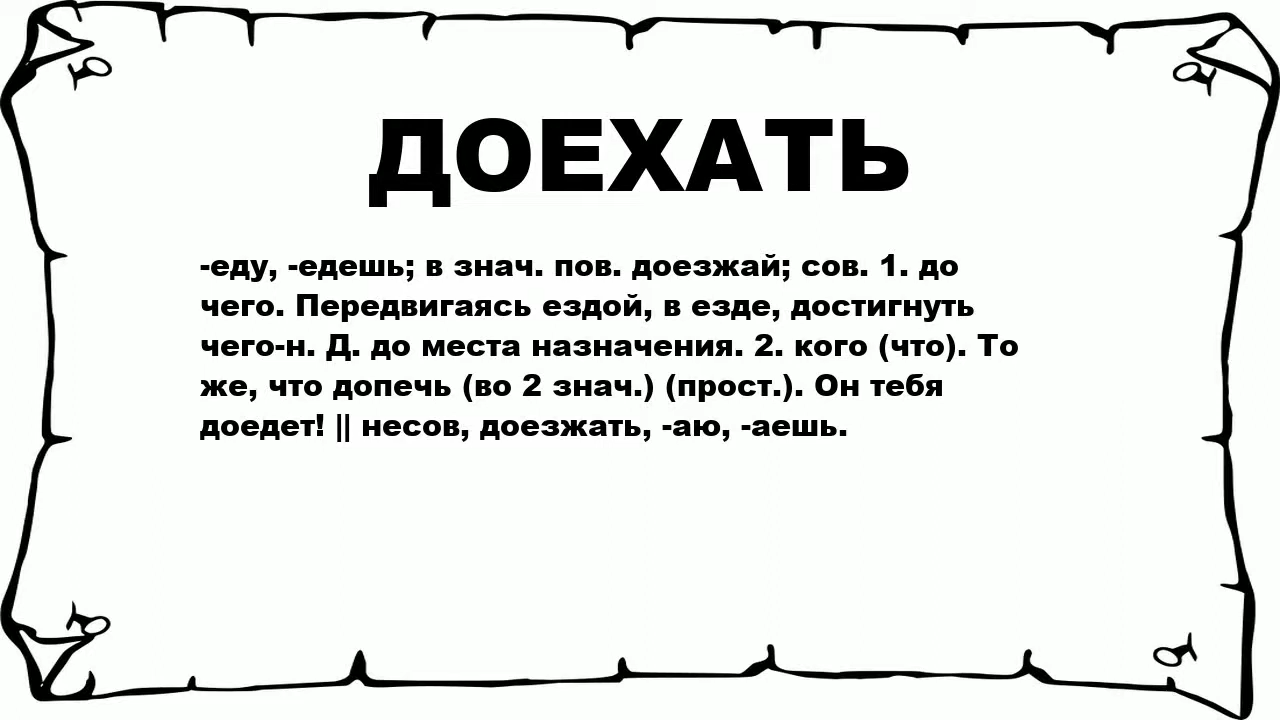 ДОЕХАТЬ
-еду, -едешь; в знач. пов. доезжай; сов. 1. до
чего. Передвигаясь ездой, в езде, достигнуть
чего-н. Д. до места назначения. 2. кого (что). То
же, что допечь (во 2 знач.) (прост.). Он тебя
доедет! || несов, доезжать, -аю, -аешь.